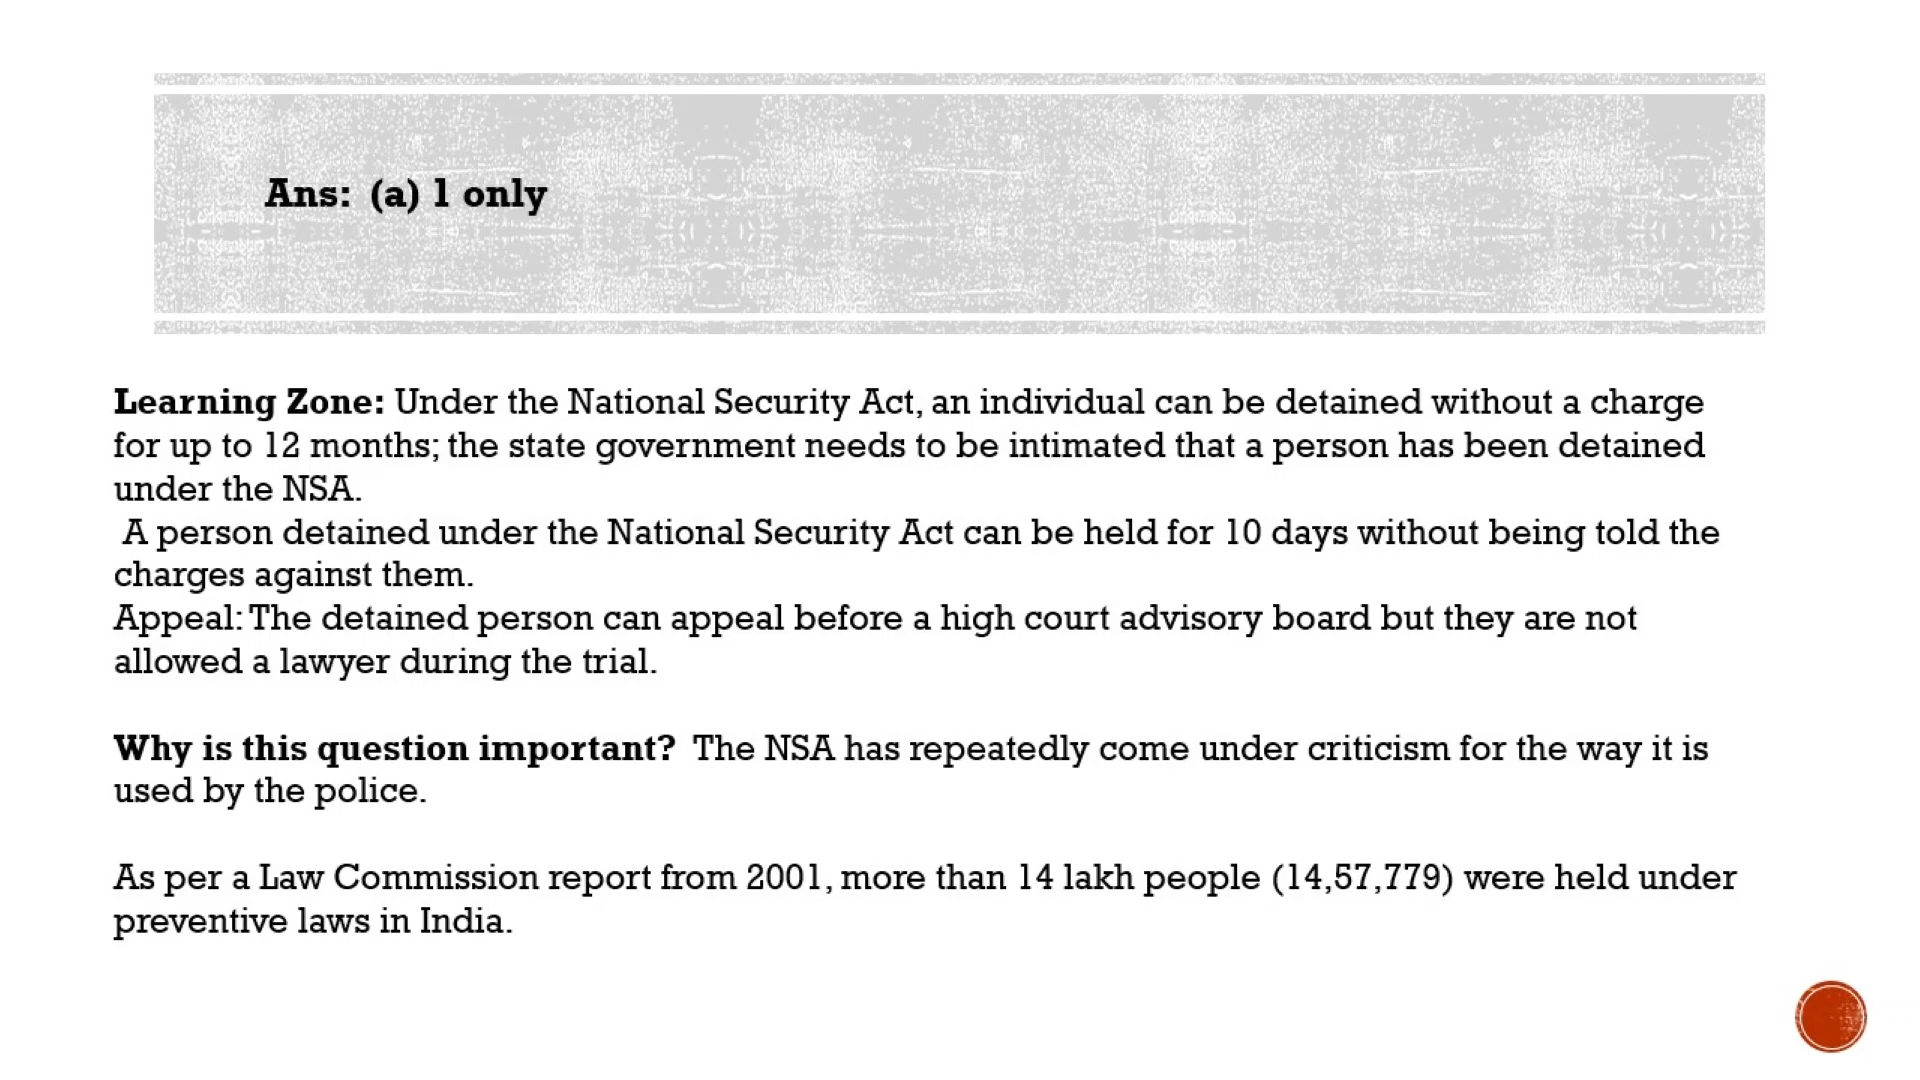 Ans: (a) 1 only
Learning Zone: Under the National Security Act, an individual can be detained without a charge
for up to 12 months; the state government needs to be intimated that a person has been detained
under the NSA.
A person detained under the National Security Act can be held for 10 days without being told the
charges against them.
Appeal: The detained person can appeal before a high court advisory board but they are not
allowed a lawyer during the trial.
Why is this question important? The NSA has repeatedly come under criticism for the way it is
used by the police.
As per a Law Commission report from 2001, more than 14 lakh people (14,57,779) were held under
preventive laws in India.